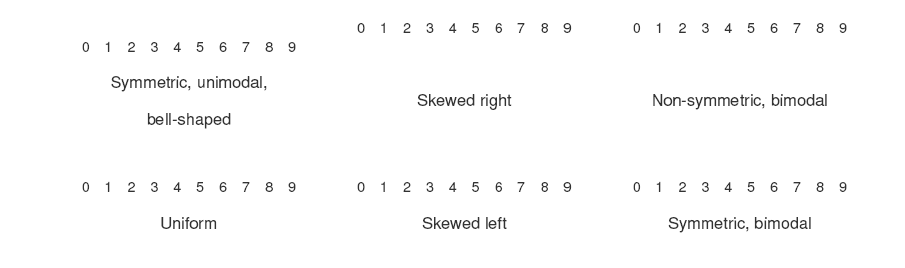 0 1 2 3 4 5 6 7 8 9
Symmetric, unimodal,
bell-shaped
0 1 2 3 4 5 6 7 8 9
Skewed right
0 1 2 3 4 5 6 7 8 9
Non-symmetric, bimodal
0 1 2 3 4 5 6 7 8 9
Uniform
0 1 2 3 4 5 6 7 8 9
Skewed left
0 1 2 3 4 5 6 7 8 9
Symmetric, bimodal